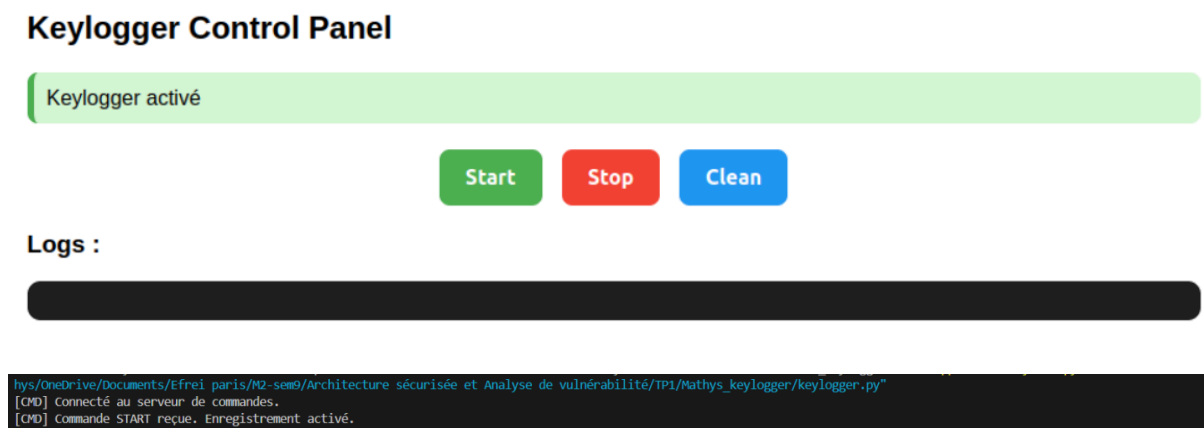 Keylogger Control Panel
Keylogger activé
Start Stop Clean
Logs :
hys/OneDrive/Documents/Efrei paris/M2-sem9/Architecture sécurisée et Analyse de vulnérabilité/TP1/Mathys_keylogger/keylogger.py"
[CMD] Connecté au serveur de commandes.
[CMD] Commande START reçue. Enregistrement activé.